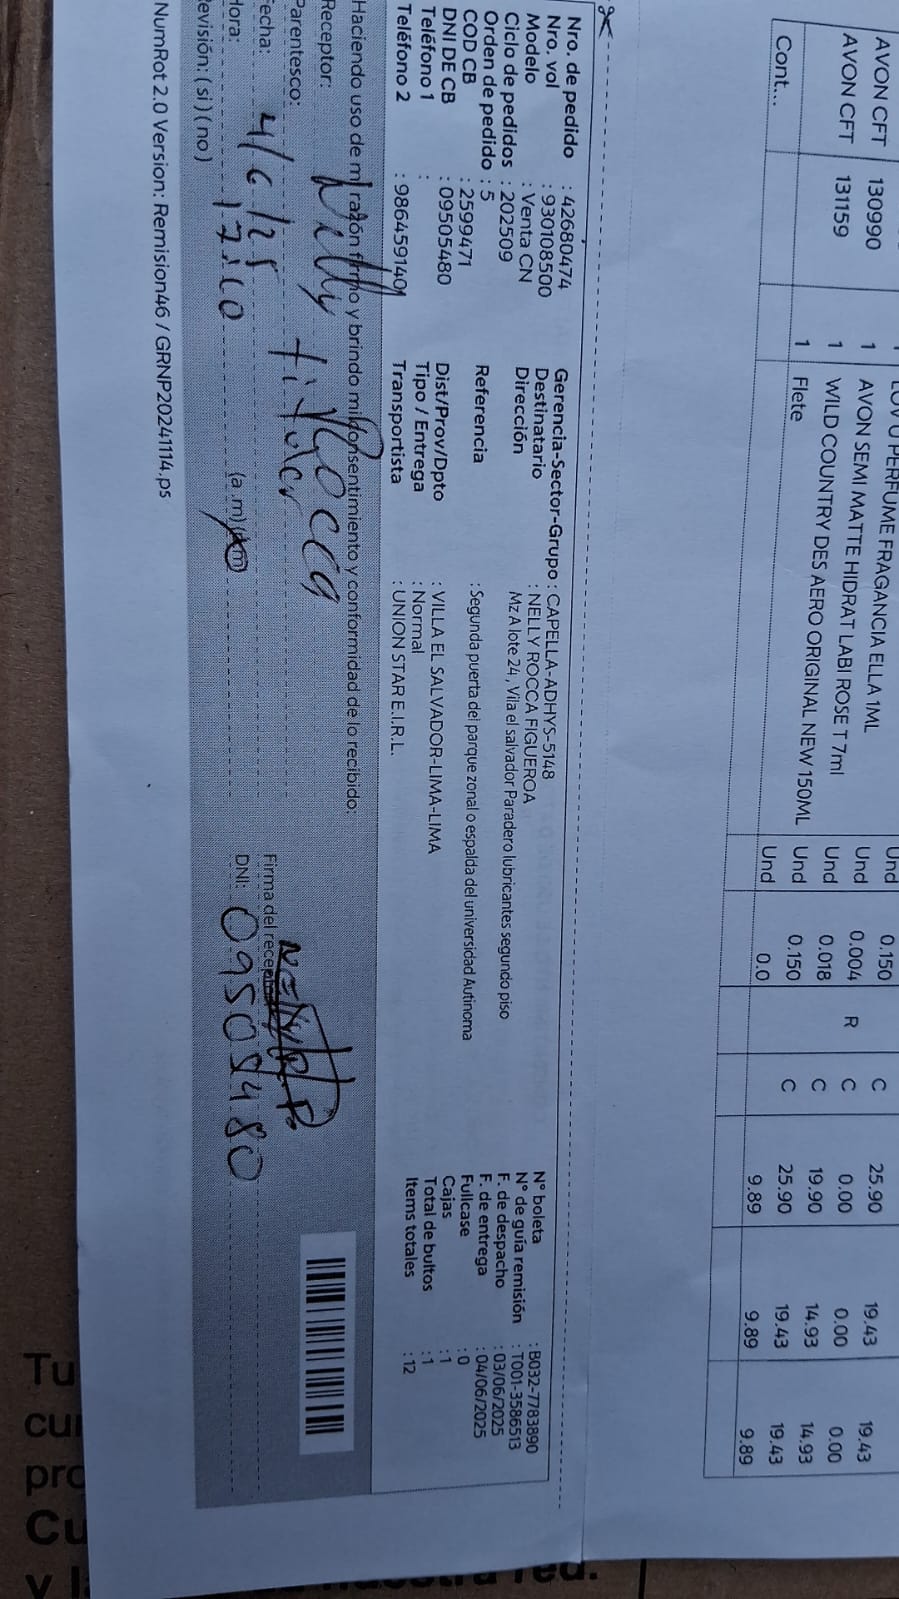 LOV U PERFUME FRAGANCIA ELLA 1ML Und 0.150 C 25.90 19.43 19.43
AVON CFT 130990 1 AVON SEMI MATTE HIDRAT LABI ROSE T 7ml Und 0.004 R C 0.00 0.00 0.00
AVON CFT 131159 1 WILD COUNTRY DES AERO ORIGINAL NEW 150ML Und 0.018 C 19.90 14.93 14.93
1 Flete Und 0.150 C 25.90 19.43 19.43
Cont... Und 0.0 9.89 9.89 9.89
Nro. de pedido : 42680474
Nro. vol : 930108500
Modelo : Venta CN
Ciclo de pedidos : 202509
Orden de pedido : 5
COD CB : 2599471
DNI DE CB : 09505480
Teléfono 1 :
Teléfono 2 : 986459140
Gerencia-Sector-Grupo : CAPELLA-ADHYS-5148
Destinatario : NELLY ROCCA FIGUEROA
Dirección Mz A lote 24 , Vila el salvador Paradero lubricantes segundo piso
Referencia : Segunda puerta del parque zonal o espalda del universidad Autinoma
Dist/Prov/Dpto : VILLA EL SALVADOR-LIMA-LIMA
Tipo / Entrega : Normal
Transportista : UNION STAR E.I.R.L.
N° boleta : B032-7783890
N° de guía remisión : T001-3586513
F. de despacho : 03/06/2025
F. de entrega : 04/06/2025
Fullcase : 0
Cajas : 1
Total de bultos : 1
Items totales : 12
Haciendo uso de mi razón firmo y brindo mi consentimiento y conformidad de lo recibido:
Receptor: Nelly Rocca
Parentesco: titular
Fecha: 4/6/25
Hora: (a.m)
Firma del receptor
DNI: 09505480
evisión: (si) (no)
NumRot 2.0 Version: Remision46 / GRNP20241114.ps
Tu
cu
pro
Cu
y l
red.